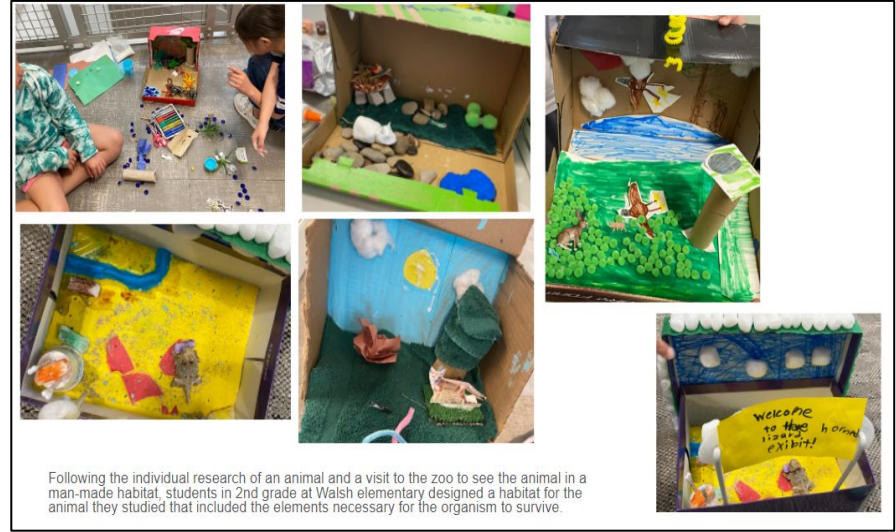 welcome
to the horned
lizard
exibit!
Following the individual research of an animal and a visit to the zoo to see the animal in a
man-made habitat, students in 2nd grade at Walsh elementary designed a habitat for the
animal they studied that included the elements necessary for the organism to survive.